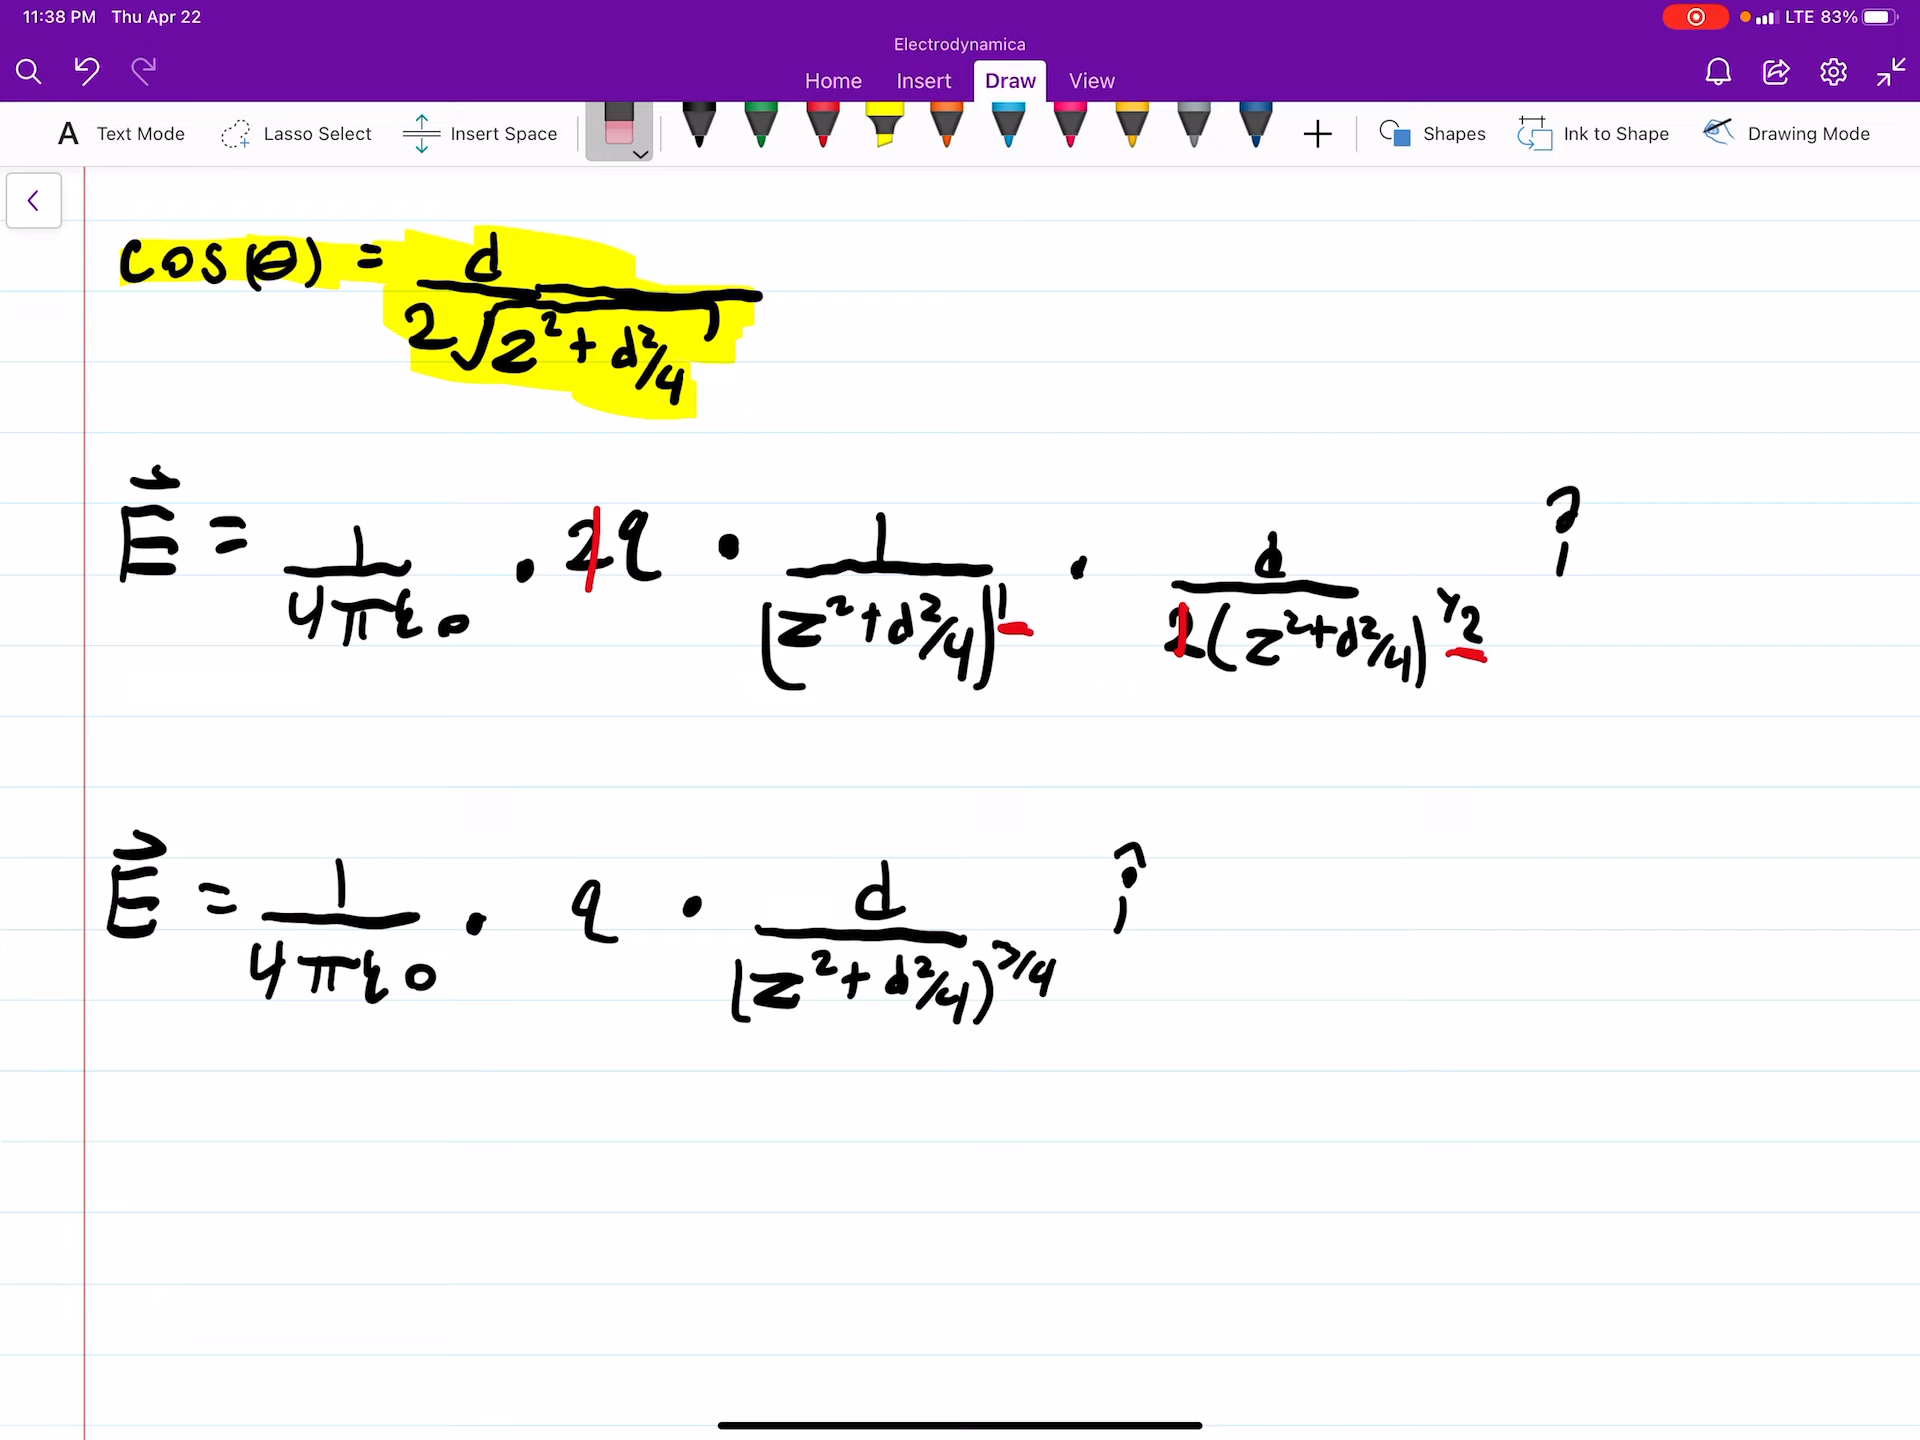 11:38 PM Thu Apr 22 LTE 83%
Electrodynamica
Home Insert Draw View
A Text Mode Lasso Select Insert Space Shapes Ink to Shape Drawing Mode
cos(θ) = d / 2√(z² + d²/4)
E⃗ = 1/(4πε₀) · 2q · 1/(z² + d²/4)¹ · d/(2(z² + d²/4)^1/2) î
E⃗ = 1/(4πε₀) · q · d/(z² + d²/4)^3/4 î